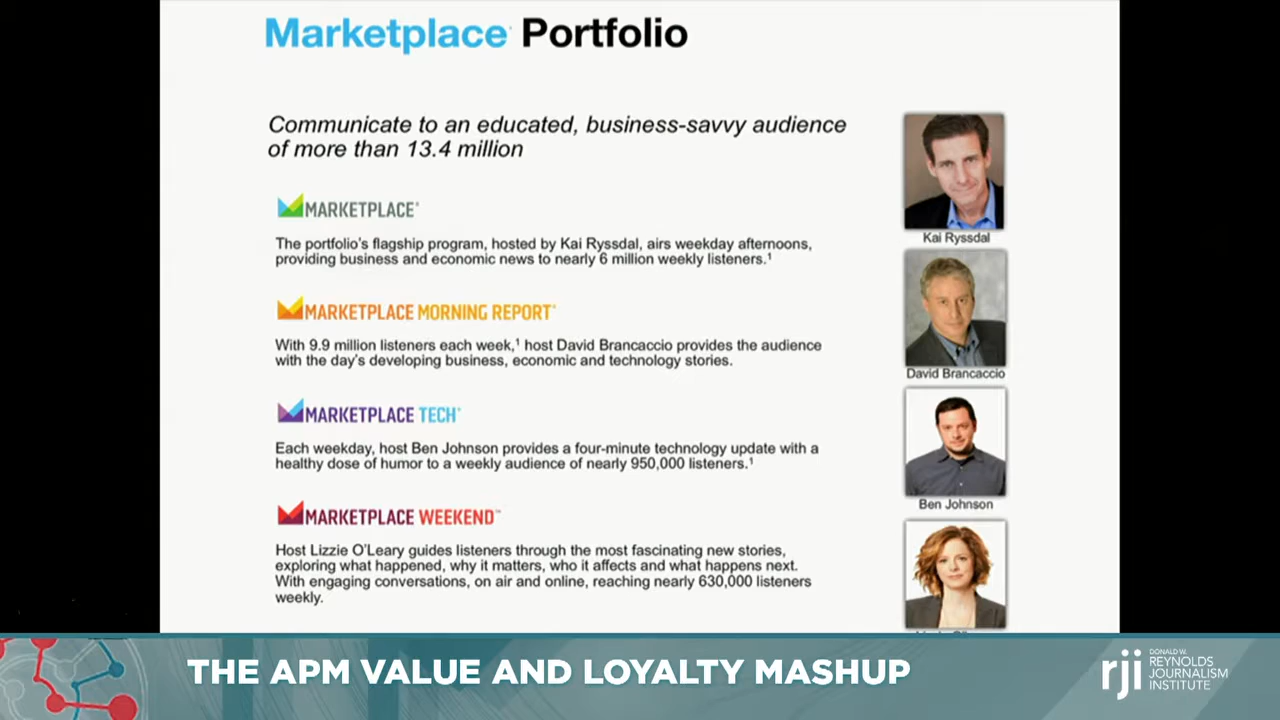 Marketplace Portfolio
Communicate to an educated, business-savvy audience
of more than 13.4 million
MARKETPLACE®
The portfolio's flagship program, hosted by Kai Ryssdal, airs weekday afternoons,
providing business and economic news to nearly 6 million weekly listeners.¹
MARKETPLACE MORNING REPORT®
With 9.9 million listeners each week,¹ host David Brancaccio provides the audience
with the day's developing business, economic and technology stories.
MARKETPLACE TECH®
Each weekday, host Ben Johnson provides a four-minute technology update with a
healthy dose of humor to a weekly audience of nearly 950,000 listeners.¹
MARKETPLACE WEEKEND™
Host Lizzie O'Leary guides listeners through the most fascinating new stories,
exploring what happened, why it matters, who it affects and what happens next.
With engaging conversations, on air and online, reaching nearly 630,000 listeners
weekly.
Kai Ryssdal
David Brancaccio
Ben Johnson
THE APM VALUE AND LOYALTY MASHUP
rji
DONALD W.
REYNOLDS
JOURNALISM
INSTITUTE